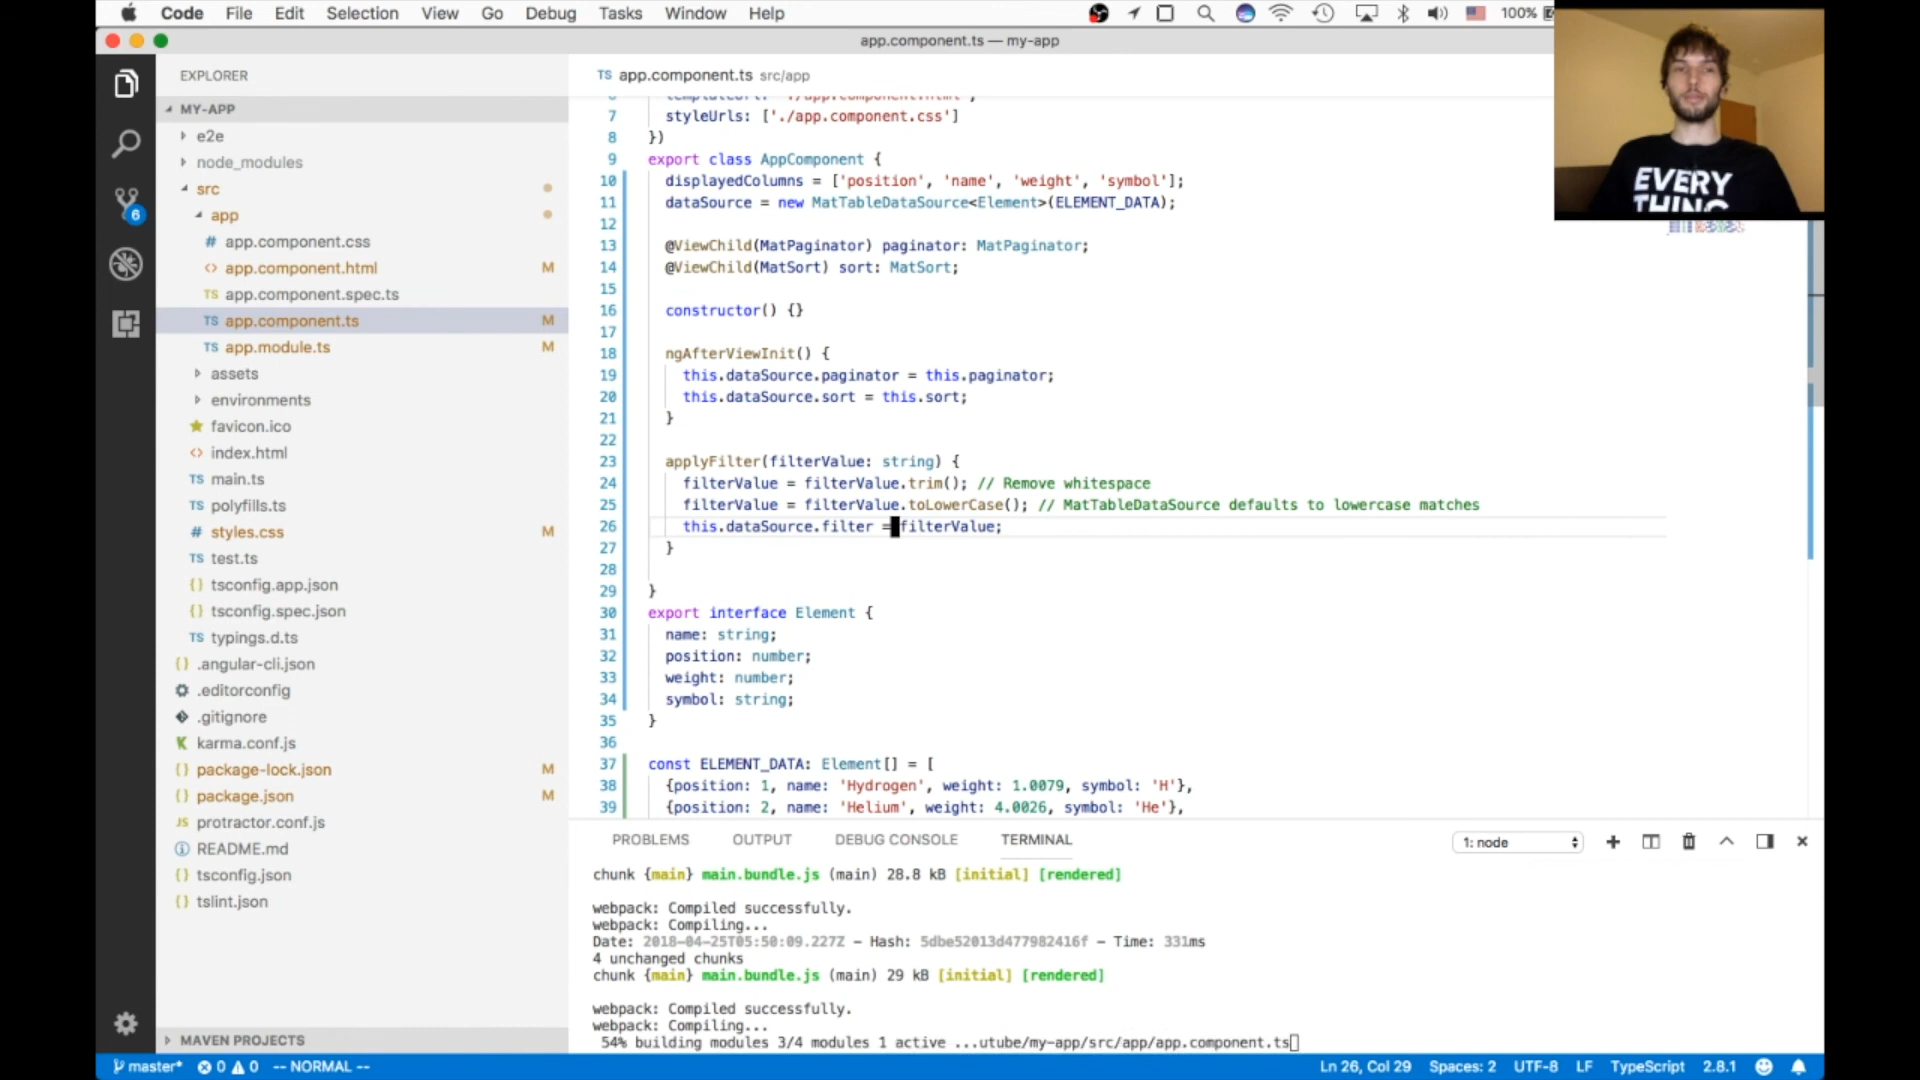 Code File Edit Selection View Go Debug Tasks Window Help 100%
app.component.ts — my-app
EXPLORER
MY-APP
e2e
node_modules
src
app
# app.component.css
<> app.component.html M
TS app.component.spec.ts
TS app.component.ts M
TS app.module.ts M
assets
environments
favicon.ico
<> index.html
TS main.ts
TS polyfills.ts
styles.css M
TS test.ts
{} tsconfig.app.json
{} tsconfig.spec.json
TS typings.d.ts
{} .angular-cli.json
.editorconfig
.gitignore
karma.conf.js
{} package-lock.json M
{} package.json M
JS protractor.conf.js
README.md
{} tsconfig.json
{} tslint.json
MAVEN PROJECTS
6
TS app.component.ts src/app
7 styleUrls: ['./app.component.css']
8 })
9 export class AppComponent {
10 displayedColumns = ['position', 'name', 'weight', 'symbol'];
11 dataSource = new MatTableDataSource<Element>(ELEMENT_DATA);
12
13 @ViewChild(MatPaginator) paginator: MatPaginator;
14 @ViewChild(MatSort) sort: MatSort;
15
16 constructor() {}
17
18 ngAfterViewInit() {
19 this.dataSource.paginator = this.paginator;
20 this.dataSource.sort = this.sort;
21 }
22
23 applyFilter(filterValue: string) {
24 filterValue = filterValue.trim(); // Remove whitespace
25 filterValue = filterValue.toLowerCase(); // MatTableDataSource defaults to lowercase matches
26 this.dataSource.filter = filterValue;
27 }
28
29 }
30 export interface Element {
31 name: string;
32 position: number;
33 weight: number;
34 symbol: string;
35 }
36
37 const ELEMENT_DATA: Element[] = [
38 {position: 1, name: 'Hydrogen', weight: 1.0079, symbol: 'H'},
39 {position: 2, name: 'Helium', weight: 4.0026, symbol: 'He'},
PROBLEMS OUTPUT DEBUG CONSOLE TERMINAL 1: node
chunk {main} main.bundle.js (main) 28.8 kB [initial] [rendered]
webpack: Compiled successfully.
webpack: Compiling...
Date: 2018-04-25T05:50:09.227Z - Hash: 5dbe52013d477982416f - Time: 331ms
4 unchanged chunks
chunk {main} main.bundle.js (main) 29 kB [initial] [rendered]
webpack: Compiled successfully.
webpack: Compiling...
54% building modules 3/4 modules 1 active ...utube/my-app/src/app/app.component.ts
master* 0 0 -- NORMAL -- Ln 26, Col 29 Spaces: 2 UTF-8 LF TypeScript 2.8.1
EVERY
THING